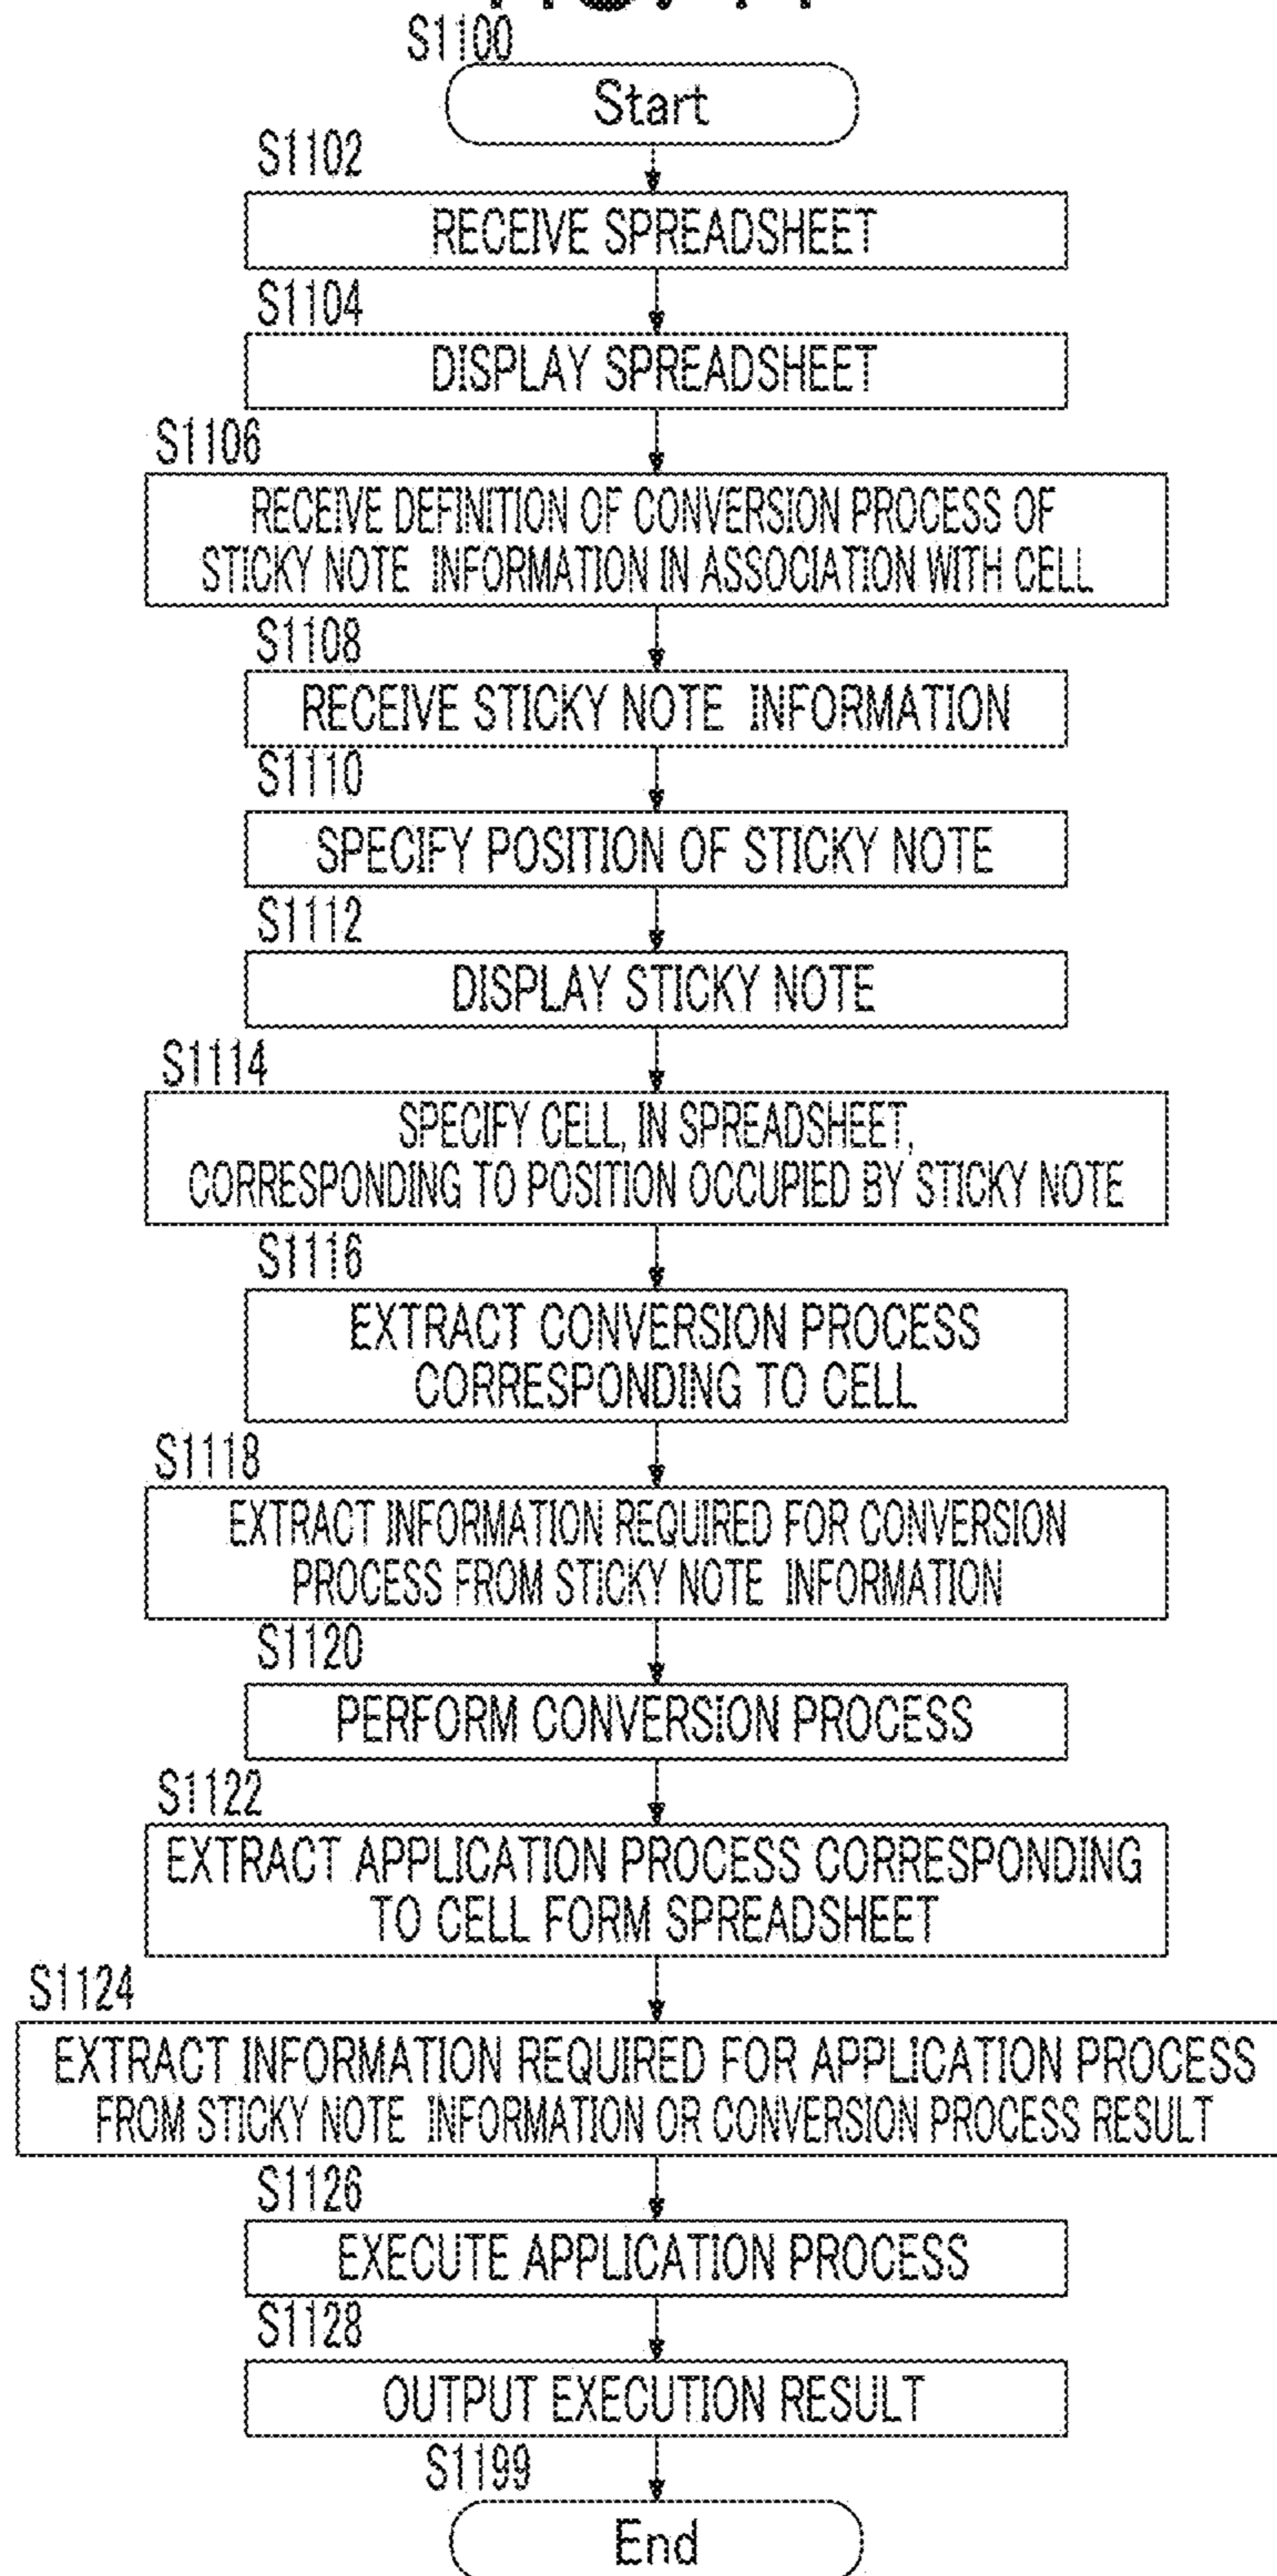 S1100
Start
S1102
RECEIVE SPREADSHEET
S1104
DISPLAY SPREADSHEET
S1106
RECEIVE DEFINITION OF CONVERSION PROCESS OF
STICKY NOTE INFORMATION IN ASSOCIATION WITH CELL
S1108
RECEIVE STICKY NOTE INFORMATION
S1110
SPECIFY POSITION OF STICKY NOTE
S1112
DISPLAY STICKY NOTE
S1114
SPECIFY CELL, IN SPREADSHEET,
CORRESPONDING TO POSITION OCCUPIED BY STICKY NOTE
S1116
EXTRACT CONVERSION PROCESS
CORRESPONDING TO CELL
S1118
EXTRACT INFORMATION REQUIRED FOR CONVERSION
PROCESS FROM STICKY NOTE INFORMATION
S1120
PERFORM CONVERSION PROCESS
S1122
EXTRACT APPLICATION PROCESS CORRESPONDING
TO CELL FORM SPREADSHEET
S1124
EXTRACT INFORMATION REQUIRED FOR APPLICATION PROCESS
FROM STICKY NOTE INFORMATION OR CONVERSION PROCESS RESULT
S1126
EXECUTE APPLICATION PROCESS
S1128
OUTPUT EXECUTION RESULT
S1199
End